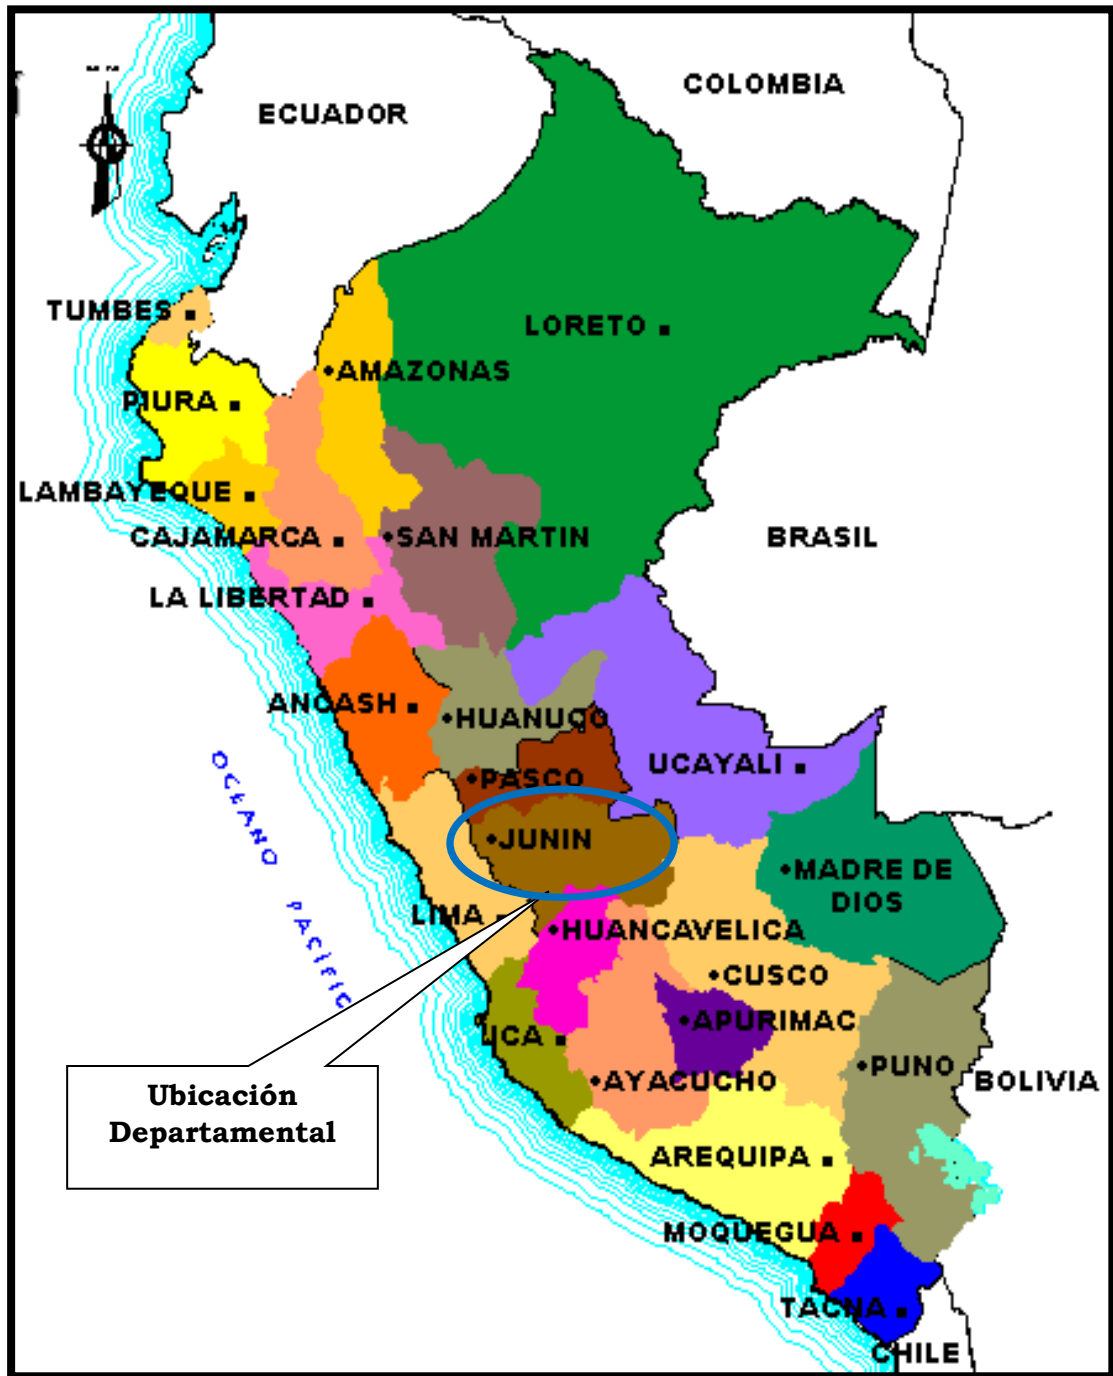 COLOMBIA
ECUADOR
TUMBES
LORETO
AMAZONAS
PIURA
LAMBAYEQUE
CAJAMARCA
SAN MARTIN
BRASIL
LA LIBERTAD
ANCASH
HUANUCO
OCEANO PACIFIC
UCAYALI
PASCO
JUNIN
MADRE DE
DIOS
LIMA
HUANCAVELICA
CUSCO
APURIMAC
ICA
PUNO
AYACUCHO
BOLIVIA
Ubicación
Departamental
AREQUIPA
MOQUEGUA
TACNA
CHILE